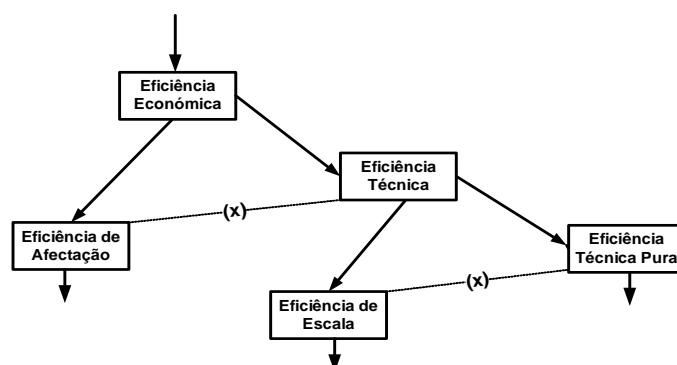 Eficiência
Económica
Eficiência
Técnica
(x)
Eficiência de
Afectação
Eficiência
Técnica Pura
(x)
Eficiência de
Escala